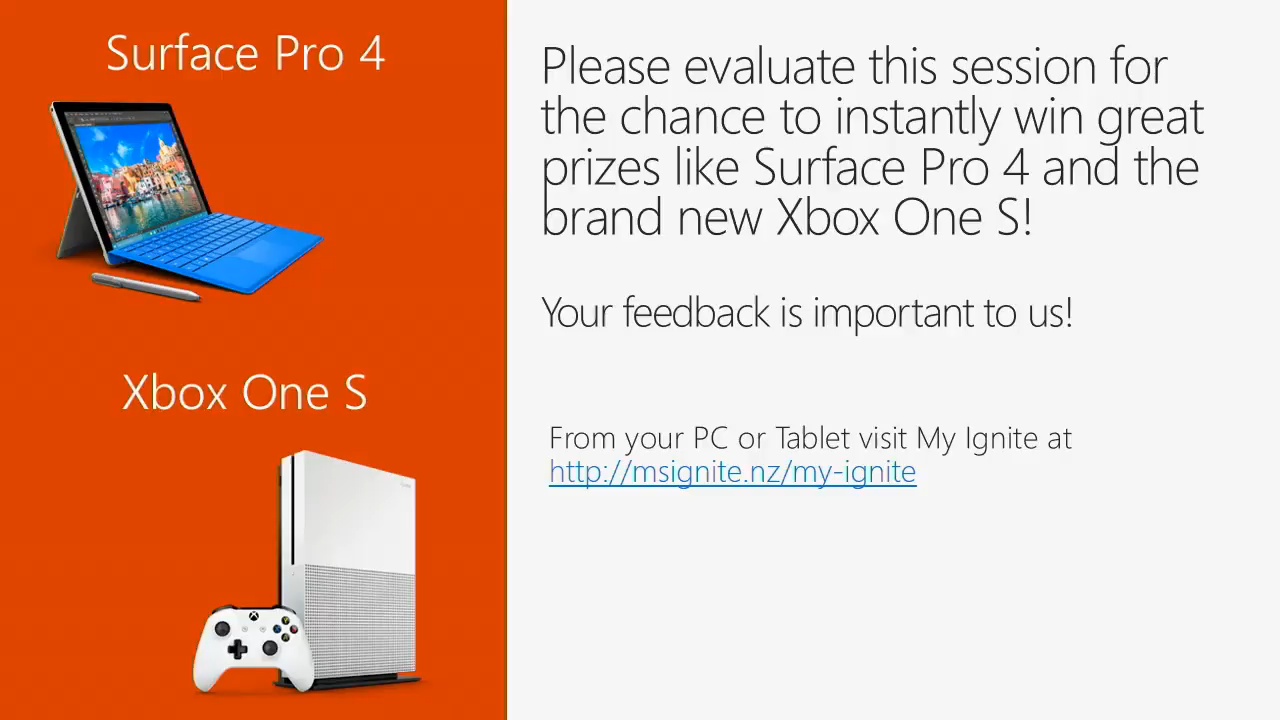 Surface Pro 4
Xbox One S
Please evaluate this session for
the chance to instantly win great
prizes like Surface Pro 4 and the
brand new Xbox One S!
Your feedback is important to us!
From your PC or Tablet visit My Ignite at
http://msignite.nz/my-ignite